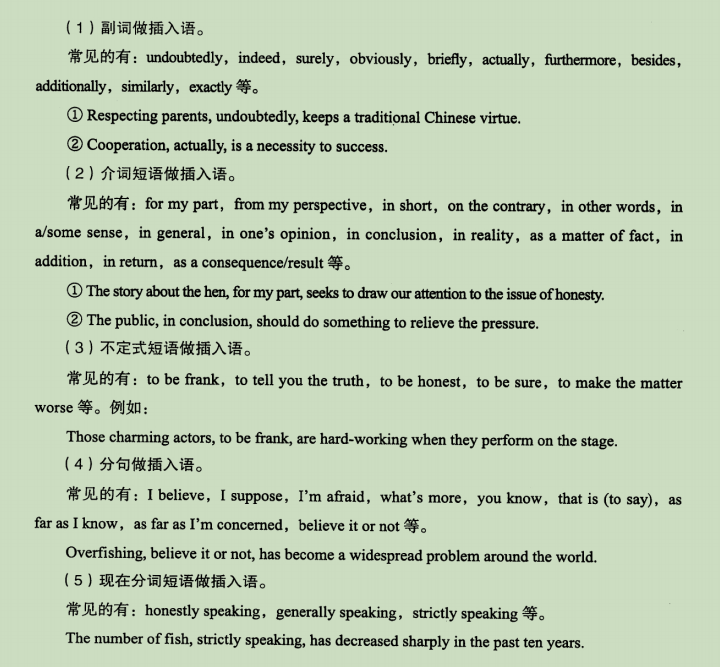 （1）副词做插入语。
常见的有：undoubtedly，indeed，surely，obviously，briefly，actually，furthermore，besides，
additionally，similarly，exactly 等。
① Respecting parents, undoubtedly, keeps a traditional Chinese virtue.
② Cooperation, actually, is a necessity to success.
（2）介词短语做插入语。
常见的有：for my part，from my perspective，in short，on the contrary，in other words，in
a/some sense，in general，in one's opinion，in conclusion，in reality，as a matter of fact，in
addition，in return，as a consequence/result 等。
① The story about the hen, for my part, seeks to draw our attention to the issue of honesty.
② The public, in conclusion, should do something to relieve the pressure.
（3）不定式短语做插入语。
常见的有：to be frank，to tell you the truth，to be honest，to be sure，to make the matter
worse 等。例如：
Those charming actors, to be frank, are hard-working when they perform on the stage.
（4）分句做插入语。
常见的有：I believe，I suppose，I'm afraid，what's more，you know，that is (to say)，as
far as I know，as far as I'm concerned，believe it or not 等。
Overfishing, believe it or not, has become a widespread problem around the world.
（5）现在分词短语做插入语。
常见的有：honestly speaking，generally speaking，strictly speaking 等。
The number of fish, strictly speaking, has decreased sharply in the past ten years.